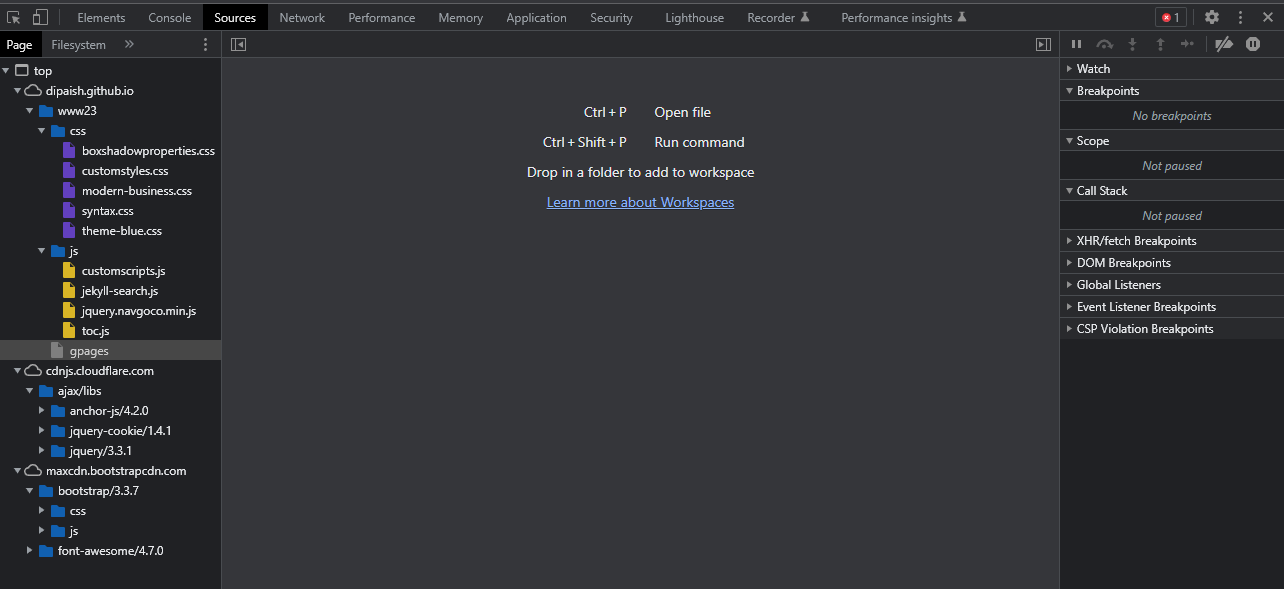 Elements Console Sources Network Performance Memory Application Security Lighthouse Recorder Performance insights 1
Page Filesystem
top
dipaish.github.io
www23
css
boxshadowproperties.css
customstyles.css
modern-business.css
syntax.css
theme-blue.css
js
customscripts.js
jekyll-search.js
jquery.navgoco.min.js
toc.js
gpages
cdnjs.cloudflare.com
ajax/libs
anchor-js/4.2.0
jquery-cookie/1.4.1
jquery/3.3.1
maxcdn.bootstrapcdn.com
bootstrap/3.3.7
css
js
font-awesome/4.7.0
Ctrl + P Open file
Ctrl + Shift + P Run command
Drop in a folder to add to workspace
Learn more about Workspaces
Watch
Breakpoints
No breakpoints
Scope
Not paused
Call Stack
Not paused
XHR/fetch Breakpoints
DOM Breakpoints
Global Listeners
Event Listener Breakpoints
CSP Violation Breakpoints